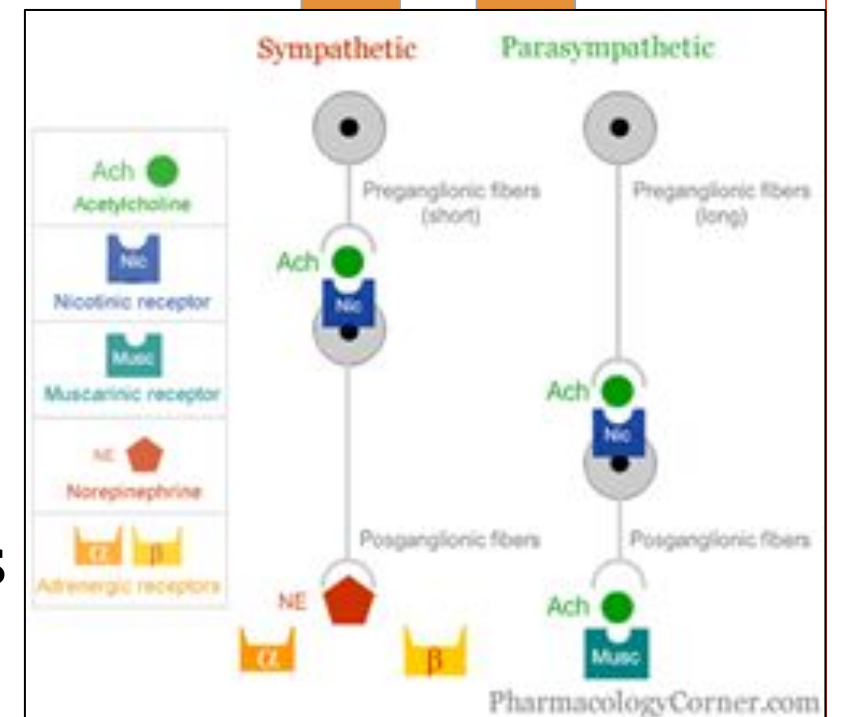 Sympathetic
Parasympathetic
Ach
Acetylcholine
Nic
Nicotinic receptor
Musc
Muscarinic receptor
NE
Norepinephrine
α β
Adrenergic receptors
Preganglionic fibers
(short)
Ach
Nic
Posganglionic fibers
NE
α
β
Preganglionic fibers
(long)
Ach
Nic
Posganglionic fibers
Ach
Musc
PharmacologyCorner.com
s